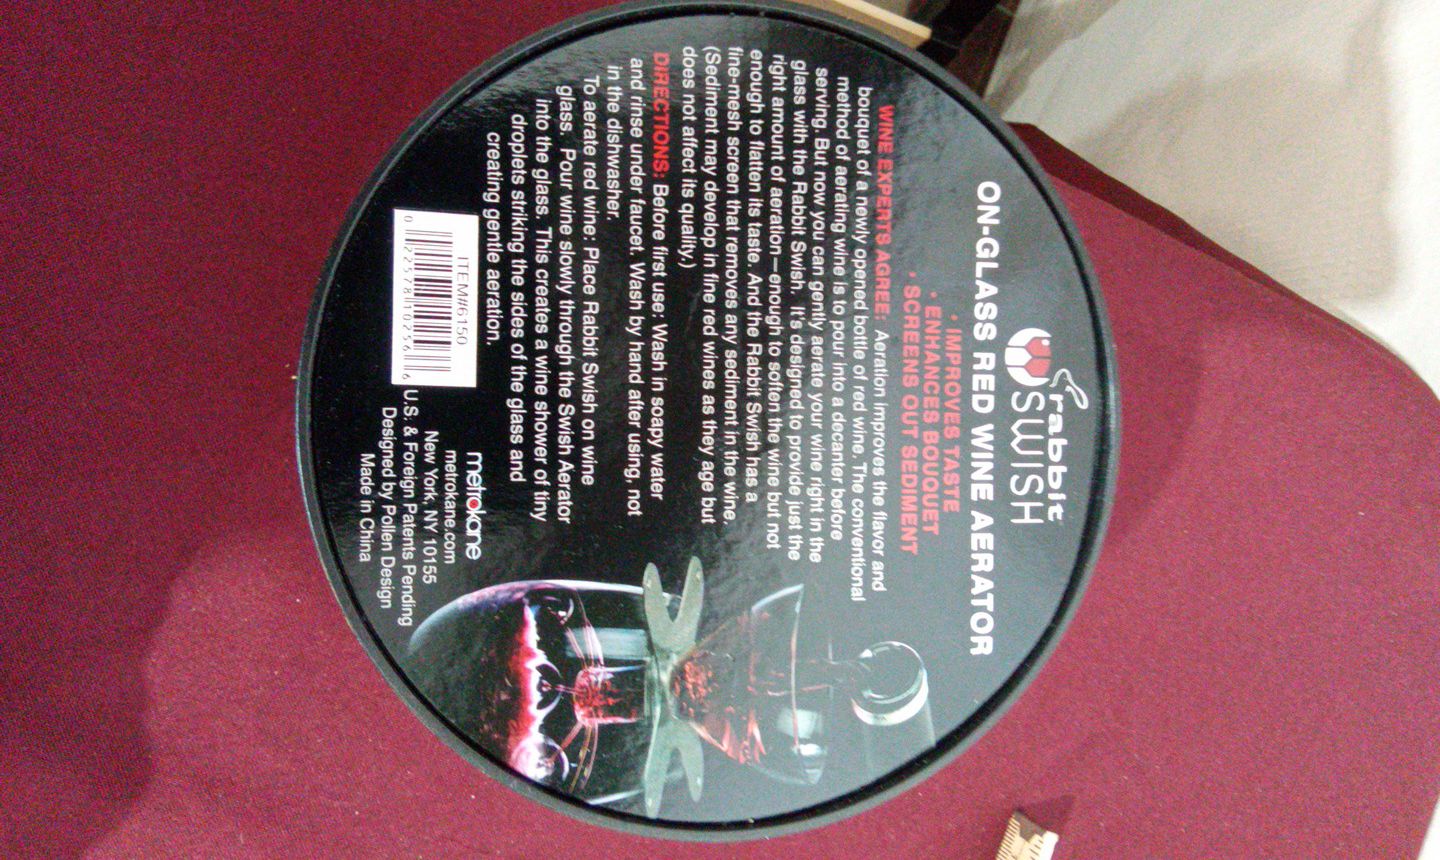 rabbit
SWISH
ON-GLASS RED WINE AERATOR
• IMPROVES TASTE
• ENHANCES BOUQUET
• SCREENS OUT SEDIMENT
WINE EXPERTS AGREE: Aeration improves the flavor and
bouquet of a newly opened bottle of red wine. The conventional
method of aerating wine is to pour into a decanter before
serving. But now you can gently aerate your wine right in the
glass with the Rabbit Swish. It's designed to provide just the
right amount of aeration—enough to soften the wine but not
enough to flatten its taste. And the Rabbit Swish has a
fine-mesh screen that removes any sediment in the wine.
(Sediment may develop in fine red wines as they age but
does not affect its quality.)
DIRECTIONS: Before first use: Wash in soapy water
and rinse under faucet. Wash by hand after using, not
in the dishwasher.
To aerate red wine: Place Rabbit Swish on wine
glass. Pour wine slowly through the Swish Aerator
into the glass. This creates a wine shower of tiny
droplets striking the sides of the glass and
creating gentle aeration.
ITEM#6150
0 22578 10256 6
metrokane
metrokane.com
New York, NY 10155
U.S. & Foreign Patents Pending
Designed by Pollen Design
Made in China